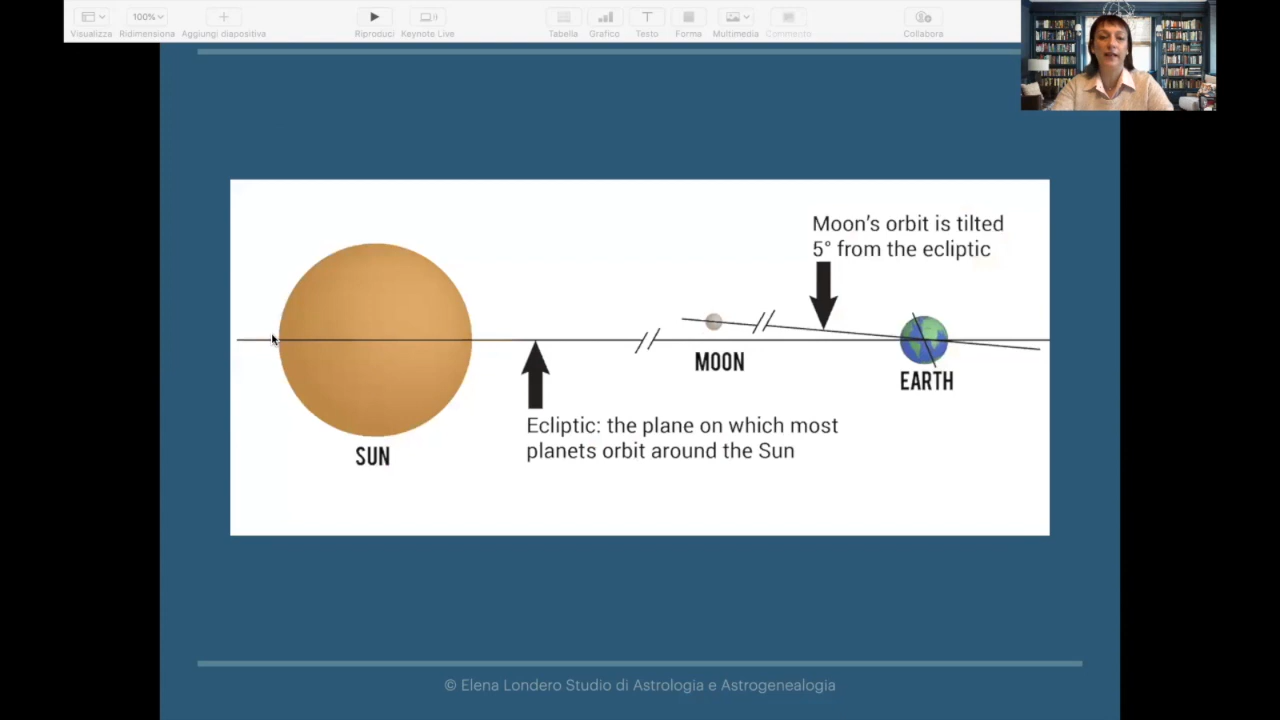 100%
Visualizza
Ridimensiona
Aggiungi diapositiva
Riproduci
Keynote Live
Tabella
Grafico
Testo
Forma
Multimedia
Commento
Collabora
Moon's orbit is tilted
5° from the ecliptic
MOON
EARTH
Ecliptic: the plane on which most
planets orbit around the Sun
SUN
© Elena Londero Studio di Astrologia e Astrogenealogia